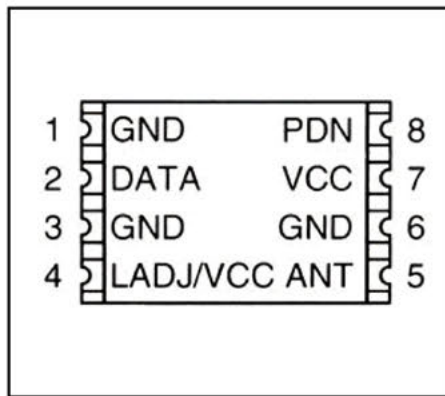 1 GND PDN 8
2 DATA VCC 7
3 GND GND 6
4 LADJ/VCC ANT 5